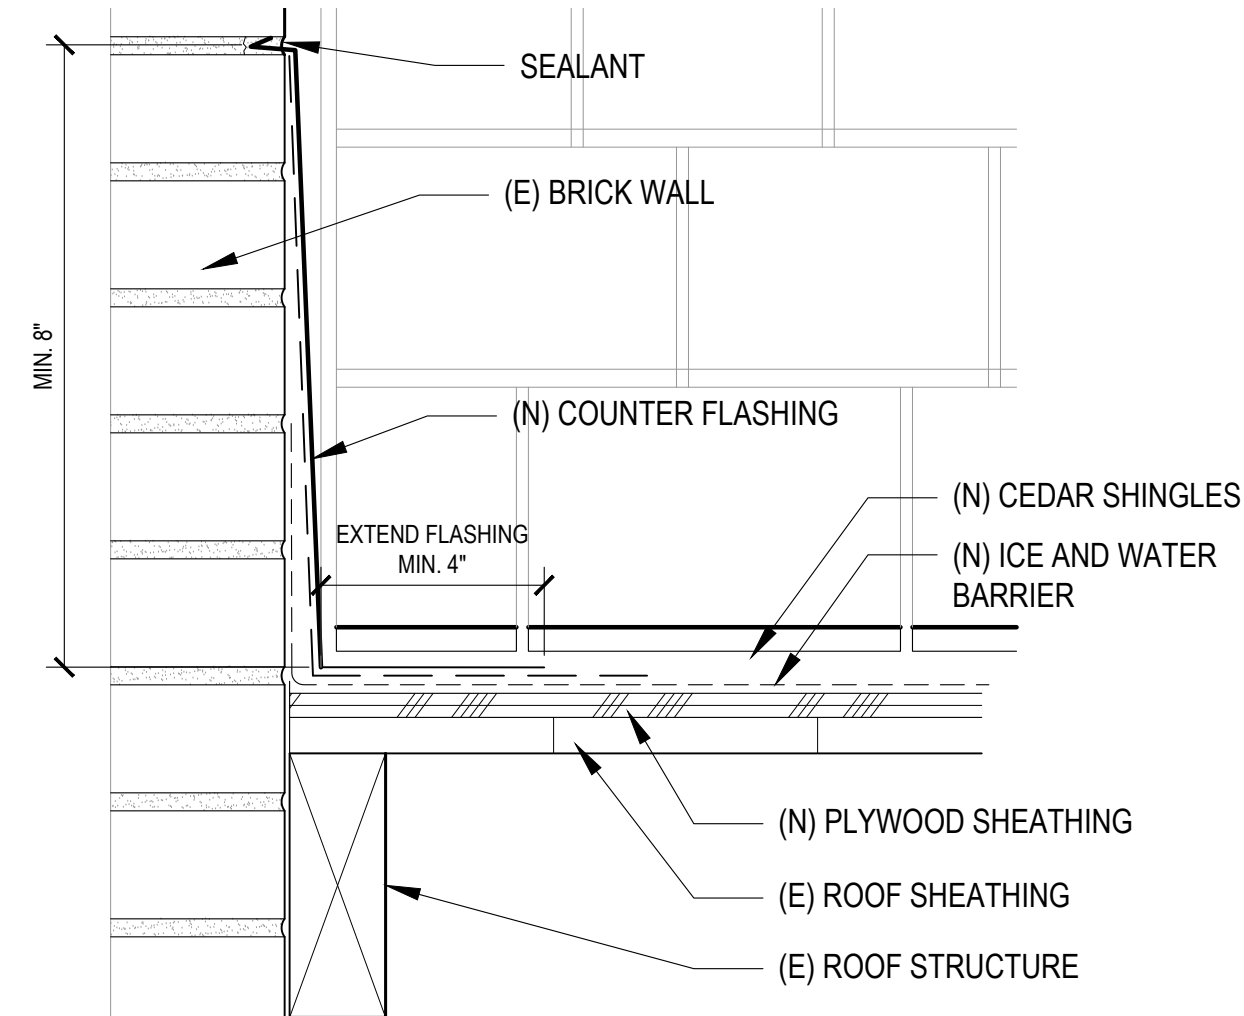 SEALANT
(E) BRICK WALL
MIN. 8"
(N) COUNTER FLASHING
(N) CEDAR SHINGLES
EXTEND FLASHING
MIN. 4"
(N) ICE AND WATER
BARRIER
(N) PLYWOOD SHEATHING
(E) ROOF SHEATHING
(E) ROOF STRUCTURE